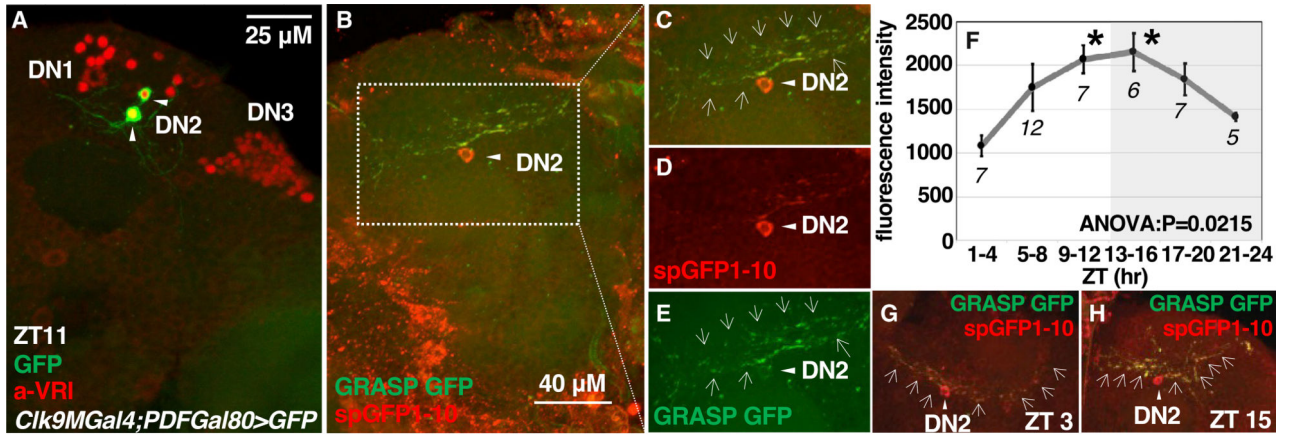 A
25 µM
DN1
DN2
DN3
ZT11
GFP
a-VRI
Clk9MGal4;PDFGal80>GFP
B
DN2
GRASP GFP
spGFP1-10
40 µM
C
DN2
D
DN2
spGFP1-10
E
DN2
GRASP GFP
F
fluorescence intensity
2500
2000
1500
1000
500
0
* *
7
12
7
6
7
5
ANOVA:P=0.0215
1-4 5-8 9-12 13-16 17-20 21-24
ZT (hr)
G
GRASP GFP
spGFP1-10
DN2
ZT 3
H
GRASP GFP
spGFP1-10
DN2
ZT 15